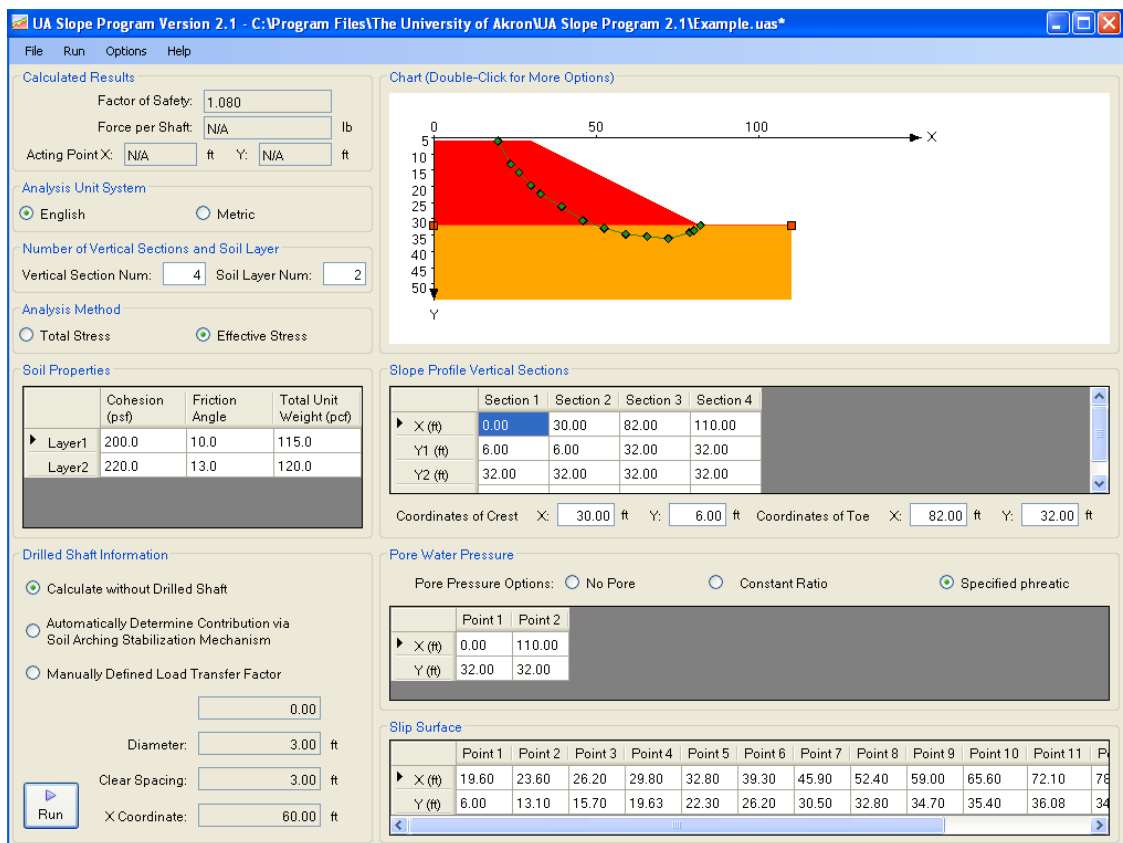 UA Slope Program Version 2.1 - C:\Program Files\The University of Akron\UA Slope Program 2.1\Example.uas*
File Run Options Help
Calculated Results
Factor of Safety: 1.080
Force per Shaft: N/A lb
Acting Point X: N/A ft Y: N/A ft
Analysis Unit System
English Metric
Number of Vertical Sections and Soil Layer
Vertical Section Num: 4 Soil Layer Num: 2
Analysis Method
Total Stress Effective Stress
Chart (Double-Click for More Options)
0 50 100
X
5
10
15
20
25
30
35
40
45
50
Y
Soil Properties
Cohesion (psf) Friction Angle Total Unit Weight (pcf)
Layer1 200.0 10.0 115.0
Layer2 220.0 13.0 120.0
Slope Profile Vertical Sections
Section 1 Section 2 Section 3 Section 4
X (ft) 0.00 30.00 82.00 110.00
Y1 (ft) 6.00 6.00 32.00 32.00
Y2 (ft) 32.00 32.00 32.00 32.00
Coordinates of Crest X: 30.00 ft Y: 6.00 ft Coordinates of Toe X: 82.00 ft Y: 32.00 ft
Drilled Shaft Information
Calculate without Drilled Shaft
Automatically Determine Contribution via
Soil Arching Stabilization Mechanism
Manually Defined Load Transfer Factor
0.00
Diameter: 3.00 ft
Clear Spacing: 3.00 ft
X Coordinate: 60.00 ft
Run
Pore Water Pressure
Pore Pressure Options: No Pore Constant Ratio Specified phreatic
Point 1 Point 2
X (ft) 0.00 110.00
Y (ft) 32.00 32.00
Slip Surface
Point 1 Point 2 Point 3 Point 4 Point 5 Point 6 Point 7 Point 8 Point 9 Point 10 Point 11 P
X (ft) 19.60 23.60 26.20 29.80 32.80 39.30 45.90 52.40 59.00 65.60 72.10 78
Y (ft) 6.00 13.10 15.70 19.63 22.30 26.20 30.50 32.80 34.70 35.40 36.08 34